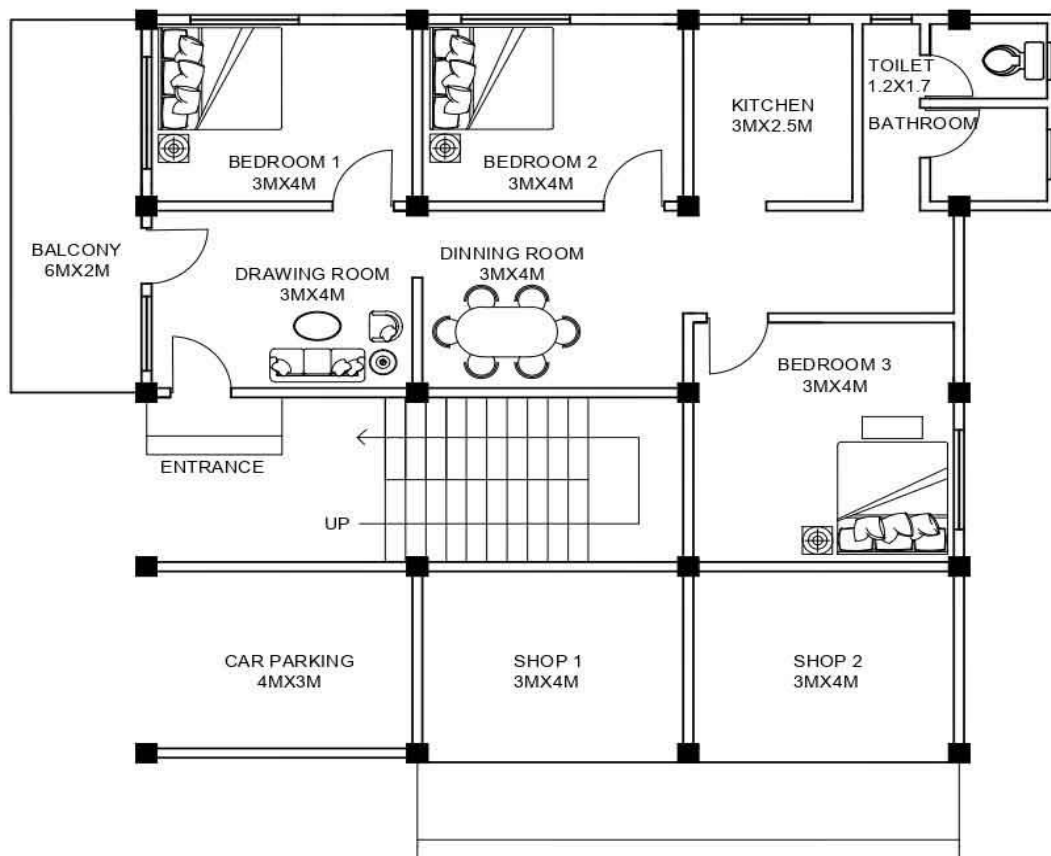 TOILET
1.2X1.7
KITCHEN
3MX2.5M
BATHROOM
BEDROOM 1
3MX4M
BEDROOM 2
3MX4M
BALCONY
6MX2M
DRAWING ROOM
3MX4M
DINNING ROOM
3MX4M
BEDROOM 3
3MX4M
ENTRANCE
UP
CAR PARKING
4MX3M
SHOP 1
3MX4M
SHOP 2
3MX4M